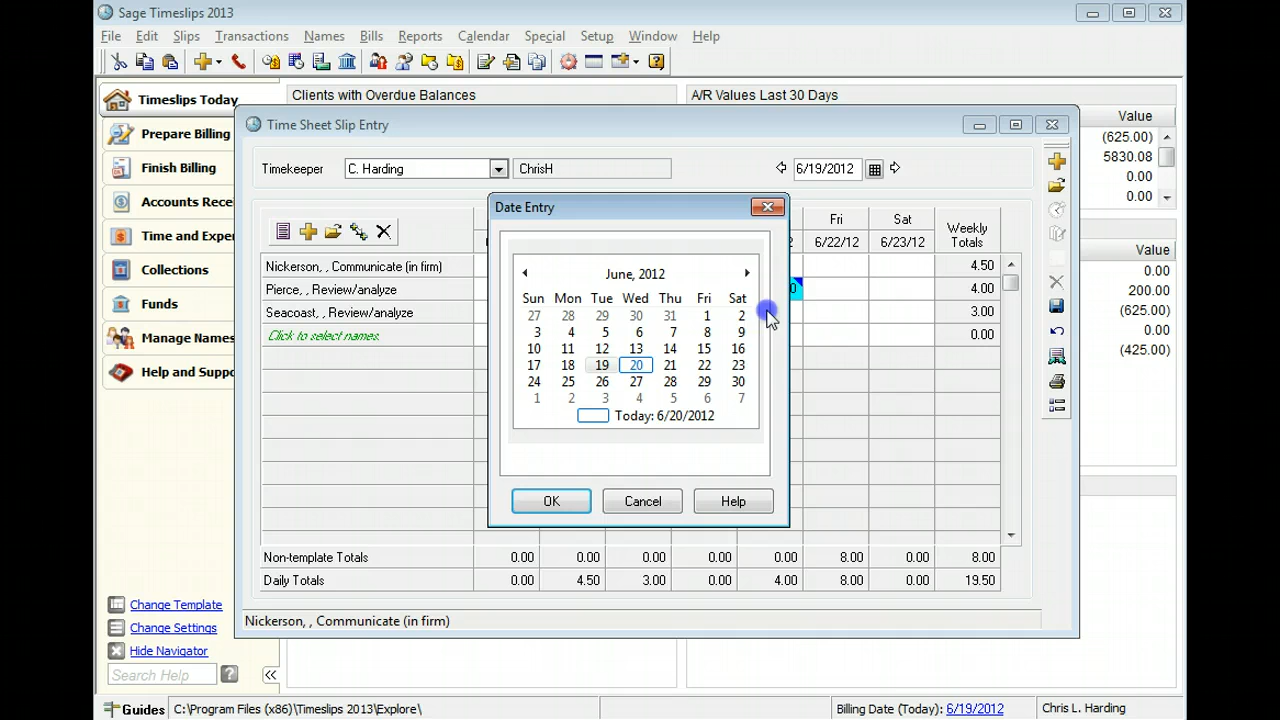 Sage Timeslips 2013
File Edit Slips Transactions Names Bills Reports Calendar Special Setup Window Help
Timeslips Today
Prepare Billing
Finish Billing
Accounts Rece
Time and Expe
Collections
Funds
Manage Names
Help and Suppo
Change Template
Change Settings
Hide Navigator
Search Help
Clients with Overdue Balances
A/R Values Last 30 Days
Value
(625.00)
5830.08
0.00
0.00
Value
0.00
200.00
(625.00)
0.00
(425.00)
Time Sheet Slip Entry
Timekeeper C. Harding ChrisH 6/19/2012
Fri Sat Weekly Totals
6/22/12 6/23/12
Nickerson, , Communicate (in firm) 4.50
Pierce, , Review/analyze 0 4.00
Seacoast, , Review/analyze 3.00
Click to select names. 0.00
Non-template Totals 0.00 0.00 0.00 0.00 0.00 8.00 0.00 8.00
Daily Totals 0.00 4.50 3.00 0.00 4.00 8.00 0.00 19.50
Nickerson, , Communicate (in firm)
Date Entry
June, 2012
Sun Mon Tue Wed Thu Fri Sat
27 28 29 30 31 1 2
3 4 5 6 7 8 9
10 11 12 13 14 15 16
17 18 19 20 21 22 23
24 25 26 27 28 29 30
1 2 3 4 5 6 7
Today: 6/20/2012
OK Cancel Help
Guides C:\Program Files (x86)\Timeslips 2013\Explore\ Billing Date (Today): 6/19/2012 Chris L. Harding